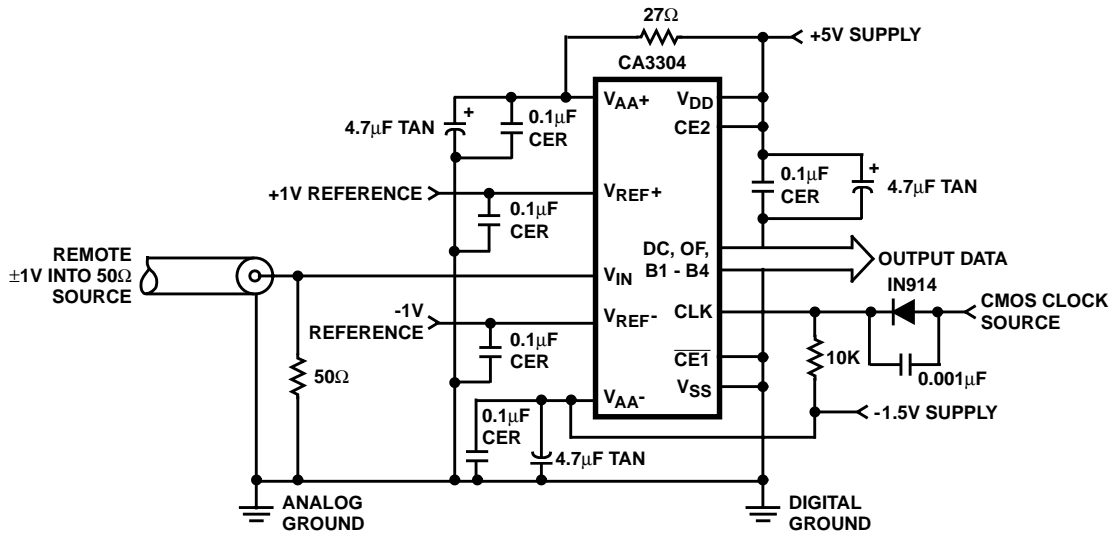 27Ω
+5V SUPPLY
CA3304
VAA+
VDD
CE2
+
4.7µF TAN
0.1µF
CER
+1V REFERENCE
0.1µF
CER
VREF+
0.1µF
CER
+
4.7µF TAN
REMOTE
±1V INTO 50Ω
SOURCE
VIN
DC, OF,
B1 - B4
OUTPUT DATA
-1V
REFERENCE
VREF-
0.1µF
CER
CLK
IN914
CMOS CLOCK
SOURCE
50Ω
CE1
10K
0.001µF
VSS
VAA-
0.1µF
CER
4.7µF TAN
-1.5V SUPPLY
ANALOG
GROUND
DIGITAL
GROUND